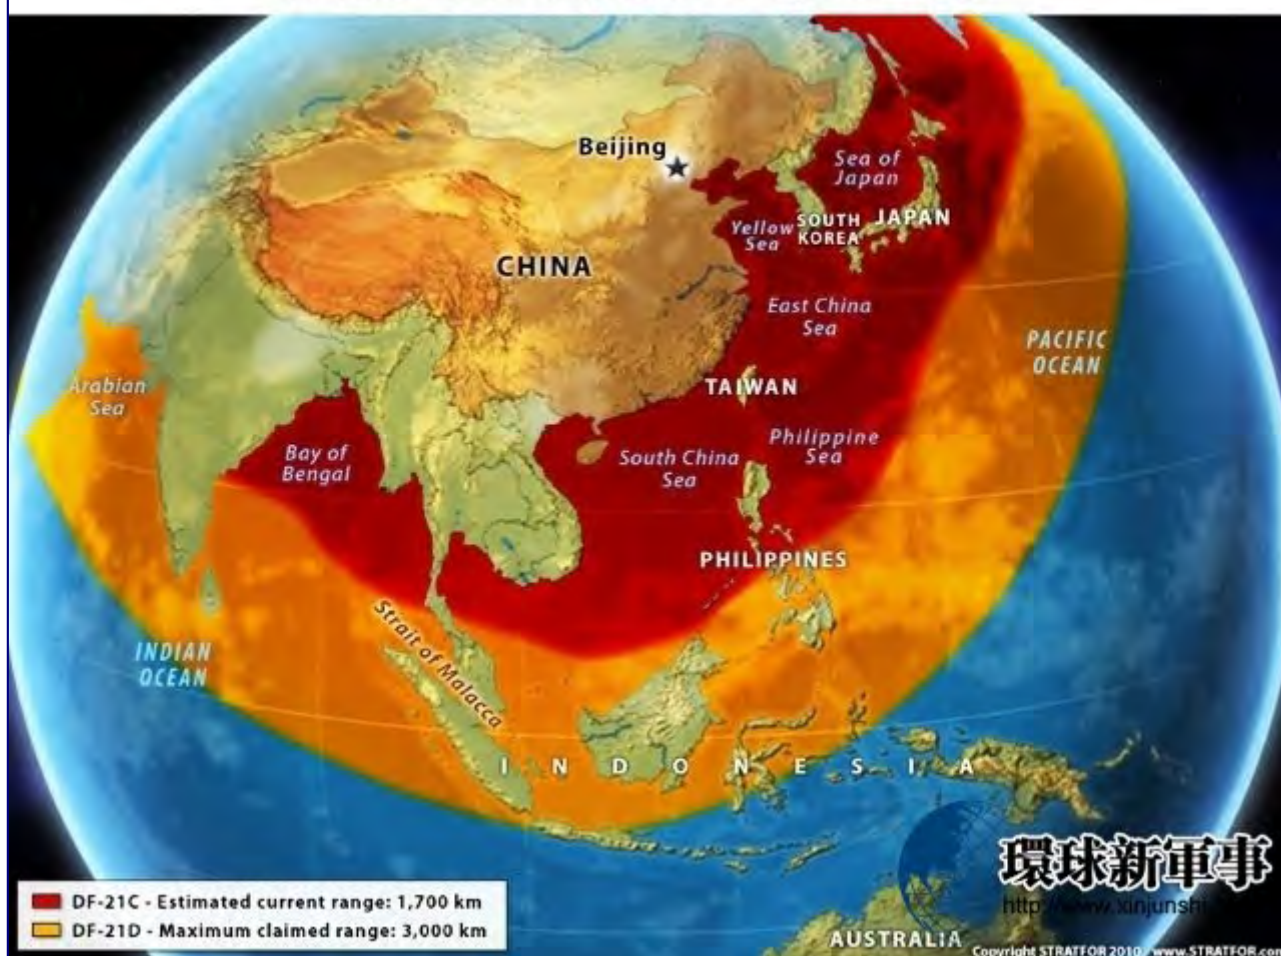 Beijing
Sea of
Japan
Yellow
Sea
SOUTH
KOREA
JAPAN
CHINA
East China
Sea
PACIFIC
OCEAN
Arabian
Sea
TAIWAN
Bay of
Bengal
South China
Sea
Philippine
Sea
PHILIPPINES
Strait of Malacca
INDIAN
OCEAN
INDONESIA
環球新軍事
DF-21C - Estimated current range: 1,700 km
DF-21D - Maximum claimed range: 3,000 km
AUSTRALIA
Copyright STRATFOR 2010 www.STRATFOR.com